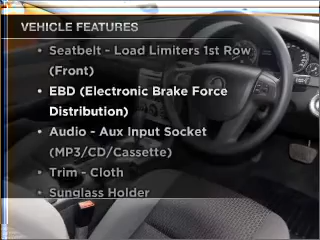 VEHICLE FEATURES
• Seatbelt - Load Limiters 1st Row
(Front)
• EBD (Electronic Brake Force
Distribution)
• Audio - Aux Input Socket
(MP3/CD/Cassette)
• Trim - Cloth
• Sunglass Holder